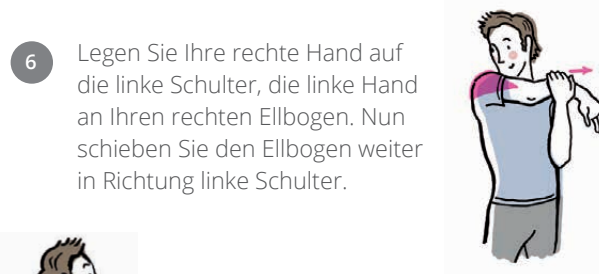 6
Legen Sie Ihre rechte Hand auf
die linke Schulter, die linke Hand
an Ihren rechten Ellbogen. Nun
schieben Sie den Ellbogen weiter
in Richtung linke Schulter.